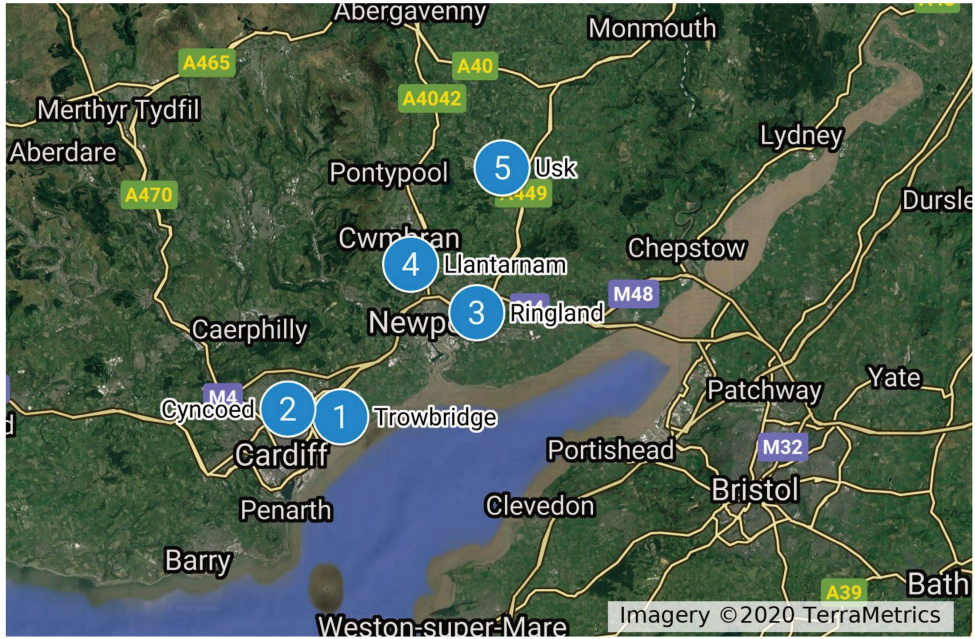 Abergavenny
Monmouth
A465
A40
A4042
Merthyr Tydfil
Lydney
Aberdare
Pontypool
5
Usk
A470
A449
Dursle
Cwmbran
Chepstow
4
Llantarnam
M48
3
Ringland
Newpo
Caerphilly
Yate
Patchway
M4
Cyncoed
2
1
Trowbridge
d
Cardiff
Portishead
M32
Bristol
Penarth
Clevedon
Barry
Bath
A39
Imagery ©2020 TerraMetrics
Weston-super-Mare